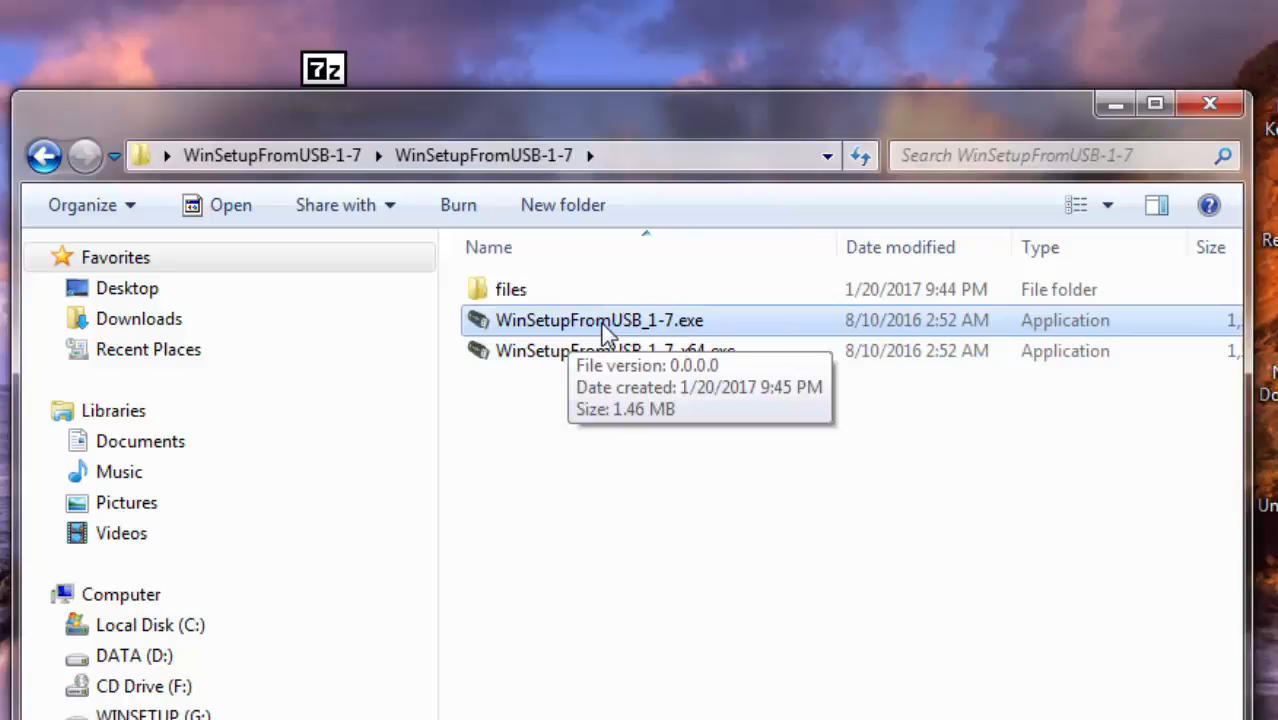 7z
WinSetupFromUSB-1-7 WinSetupFromUSB-1-7
Search WinSetupFromUSB-1-7
Organize Open Share with Burn New folder
Name Date modified Type Size
Favorites
Desktop
Downloads
Recent Places
Libraries
Documents
Music
Pictures
Videos
Computer
Local Disk (C:)
DATA (D:)
CD Drive (F:)
WINSETUP (G:)
files 1/20/2017 9:44 PM File folder
WinSetupFromUSB_1-7.exe 8/10/2016 2:52 AM Application 1,
WinSetupFromUSB_1-7_x64.exe 8/10/2016 2:52 AM Application 1,
File version: 0.0.0.0
Date created: 1/20/2017 9:45 PM
Size: 1.46 MB